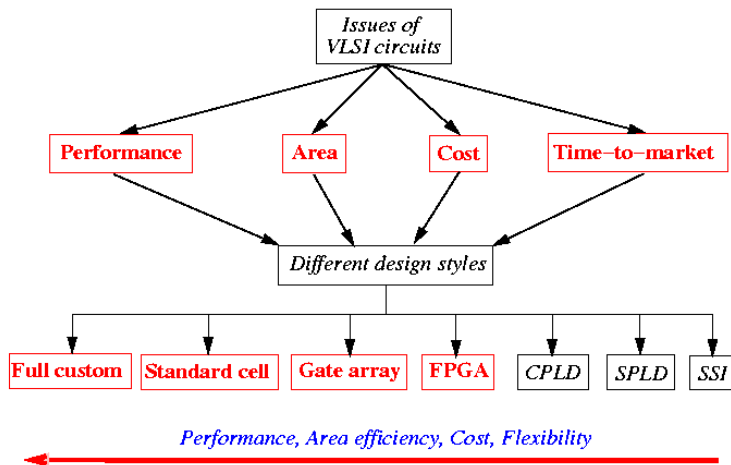 Issues of
VLSI circuits
Performance
Area
Cost
Time-to-market
Different design styles
Full custom
Standard cell
Gate array
FPGA
CPLD
SPLD
SSI
Performance, Area efficiency, Cost, Flexibility